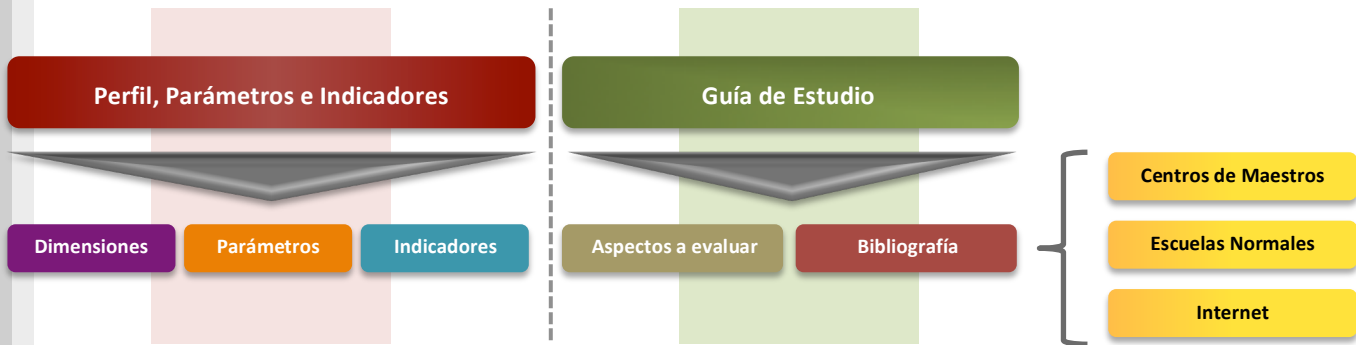 Perfil, Parámetros e Indicadores
Guía de Estudio
Dimensiones
Parámetros
Indicadores
Aspectos a evaluar
Bibliografía
Centros de Maestros
Escuelas Normales
Internet